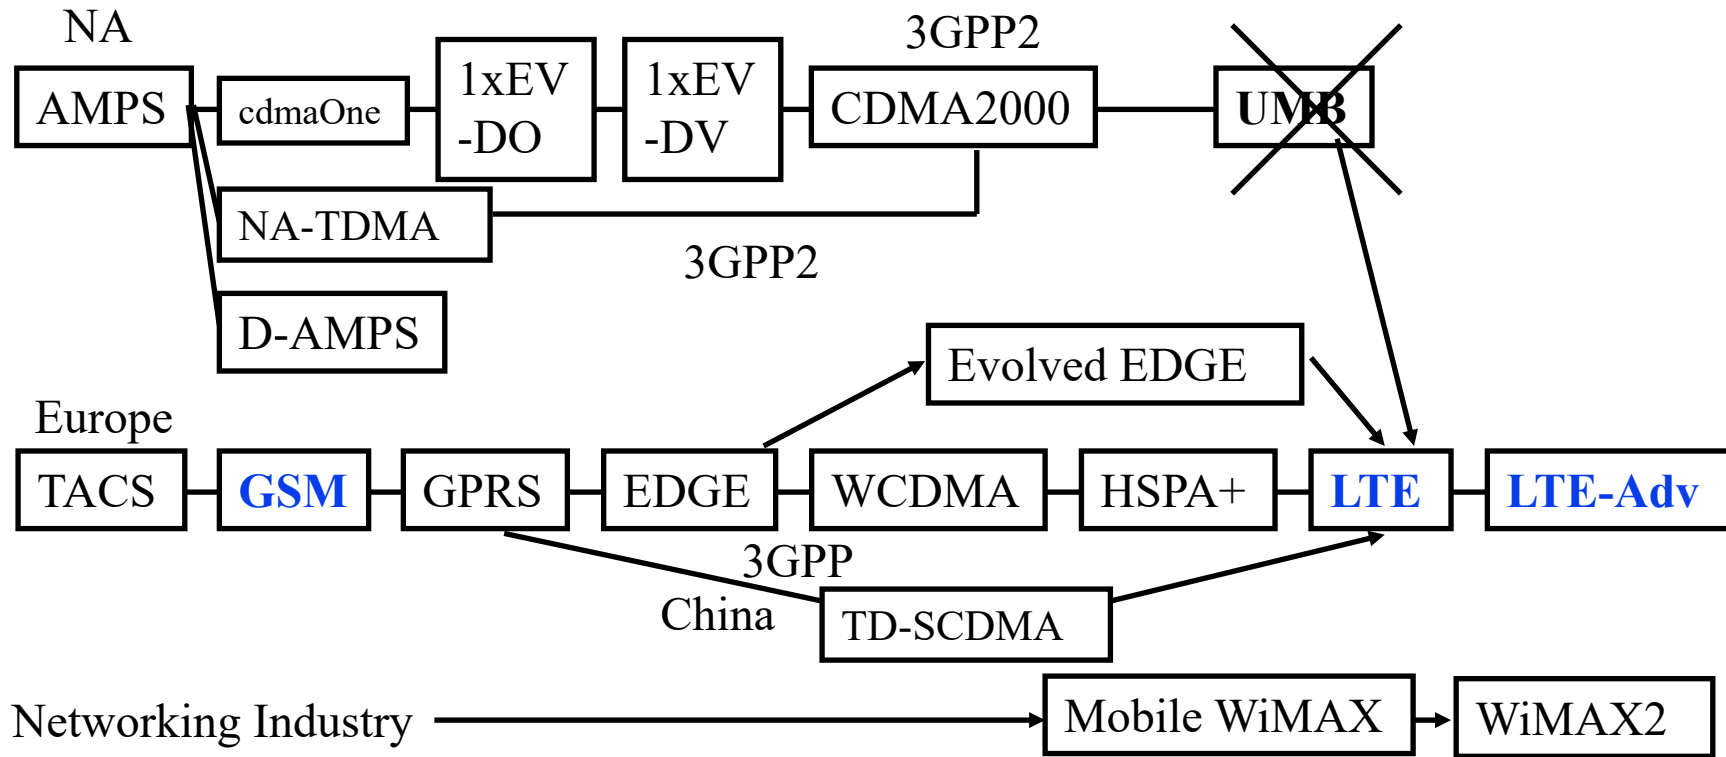 NA
3GPP2
AMPS
cdmaOne
1xEV
-DO
1xEV
-DV
CDMA2000
UMB
NA-TDMA
3GPP2
D-AMPS
Evolved EDGE
Europe
TACS
GSM
GPRS
EDGE
WCDMA
HSPA+
LTE
LTE-Adv
3GPP
China
TD-SCDMA
Networking Industry
Mobile WiMAX
WiMAX2